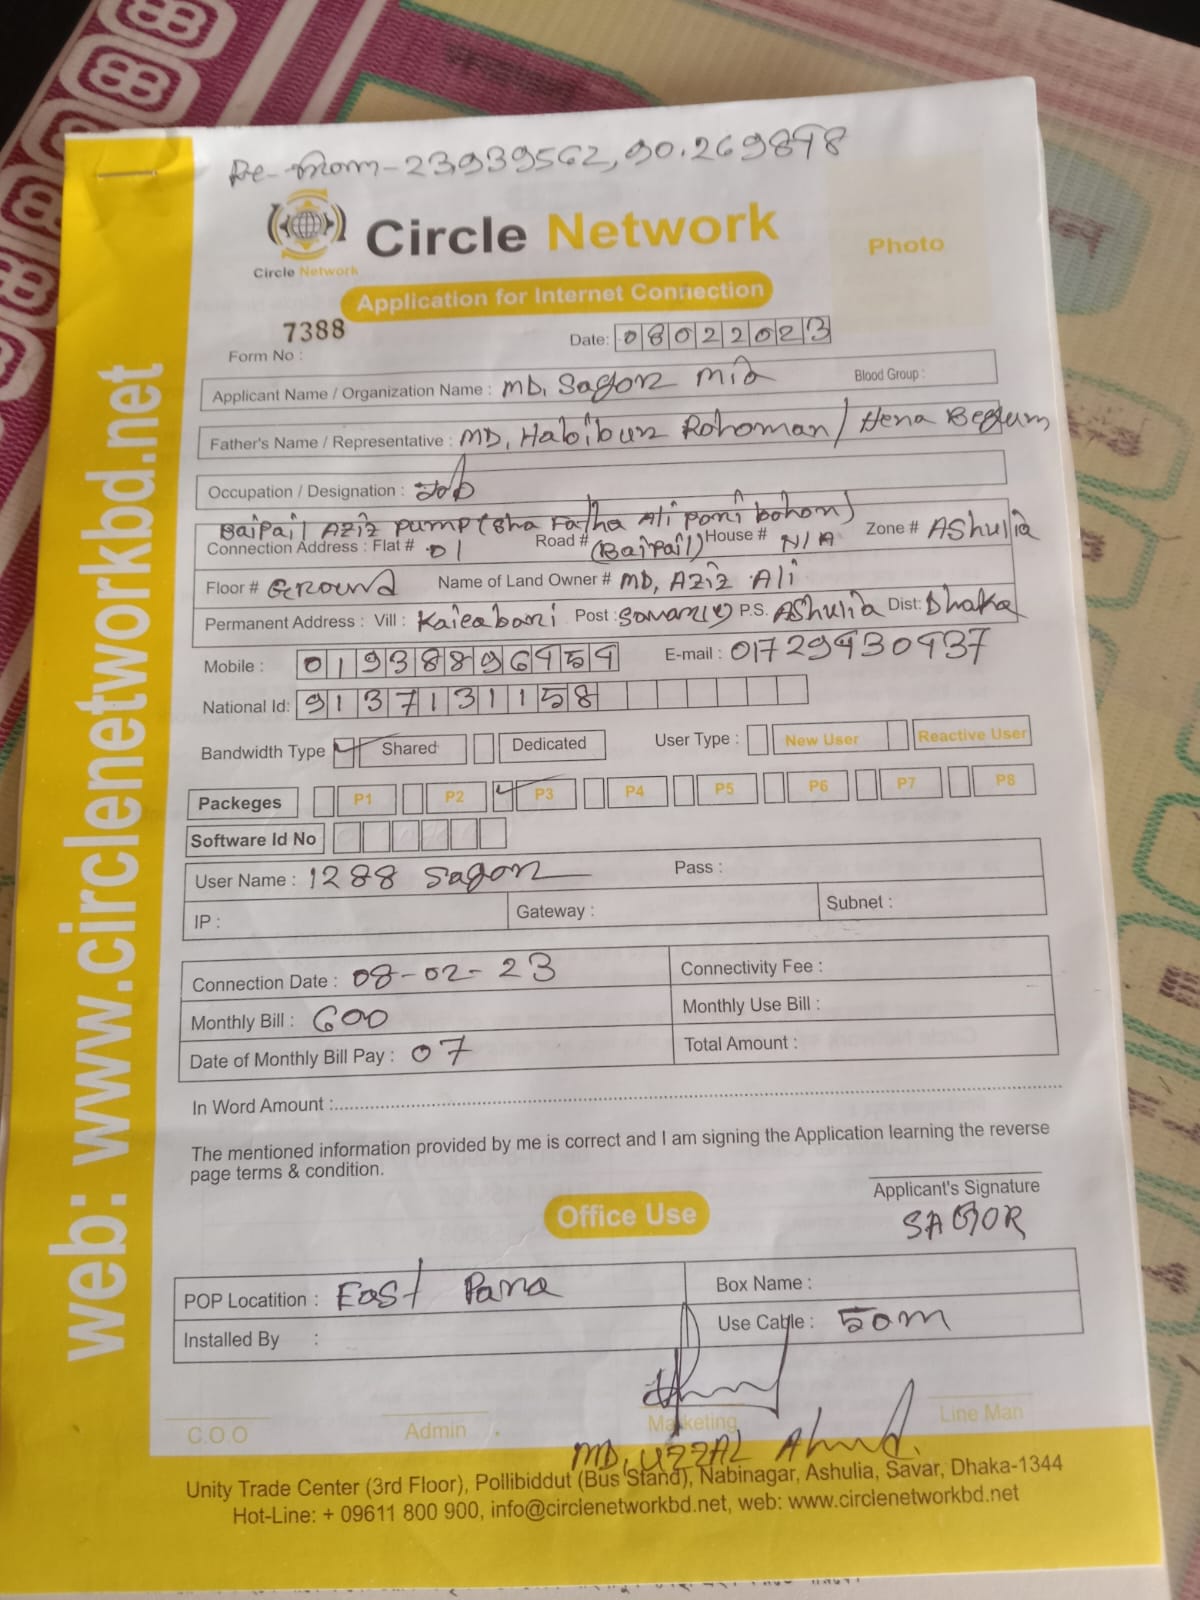 23939562, 90.269878
Circle Network
Circle Network
Photo
Application for Internet Connection
7388
Form No :
Date: 08022023
Applicant Name / Organization Name : MD, Sagor Mia
Blood Group :
Father's Name / Representative : MD, Habibur Rohoman / Hena Begum
Occupation / Designation : Job
Baipail Aziz pump (Sha Fatha Ali pani bohon)
Connection Address : Flat # 01 Road # (Baipail) House # N/A Zone # Ashulia
Floor # Ground Name of Land Owner # MD, Aziz Ali
Permanent Address : Vill : Post : P.S. Ashulia Dist: Dhaka
Mobile : 01938896454 E-mail : 01729430437
National Id: 9137131158
Bandwidth Type Shared Dedicated User Type : New User Reactive User
Packeges P1 P2 P3 P4 P5 P6 P7 P8
Software Id No
User Name : 1288 Sagor Pass :
IP : Gateway : Subnet :
Connection Date : 08-02-23 Connectivity Fee :
Monthly Bill : 600 Monthly Use Bill :
Date of Monthly Bill Pay : 07 Total Amount :
In Word Amount :
The mentioned information provided by me is correct and I am signing the Application learning the reverse
page terms & condition.
Applicant's Signature
SAGOR
Office Use
POP Locatition : East Para Box Name :
Installed By : Use Cable : 50m
C.O.O Admin Marketing Line Man
MD, UZZAL Ahmed
Unity Trade Center (3rd Floor), Pollibiddut (Bus Stand), Nabinagar, Ashulia, Savar, Dhaka-1344
Hot-Line: + 09611 800 900, info@circlenetworkbd.net, web: www.circlenetworkbd.net
web: www.circlenetworkbd.net